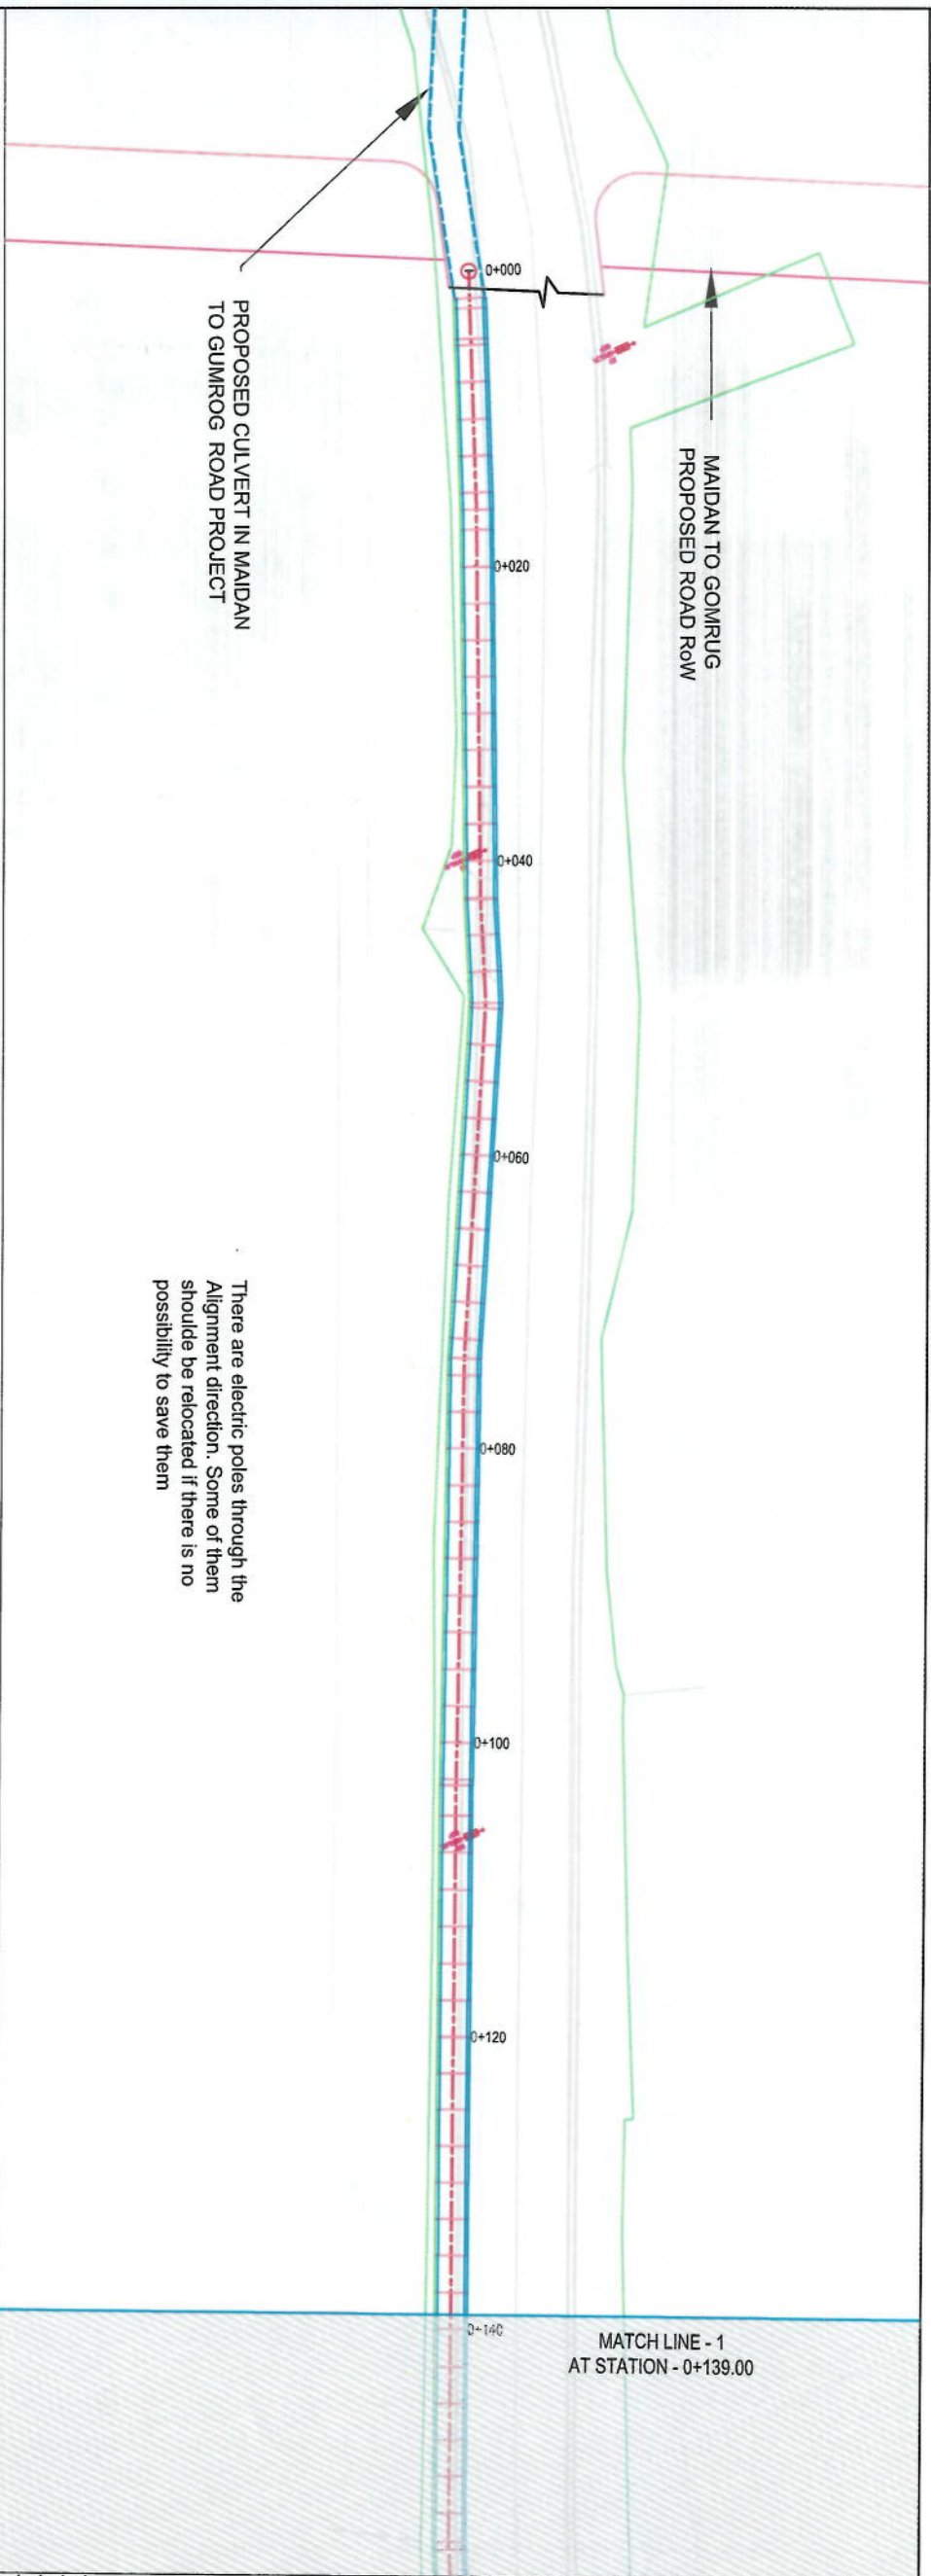 MAIDAN TO GOMRUG
PROPOSED ROAD RoW
PROPOSED CULVERT IN MAIDAN
TO GUMROG ROAD PROJECT
0+000
0+020
0+040
0+060
0+080
0+100
0+120
0+140
There are electric poles through the
Alignment direction. Some of them
shoulde be relocated if there is no
possibility to save them
MATCH LINE - 1
AT STATION - 0+139.00